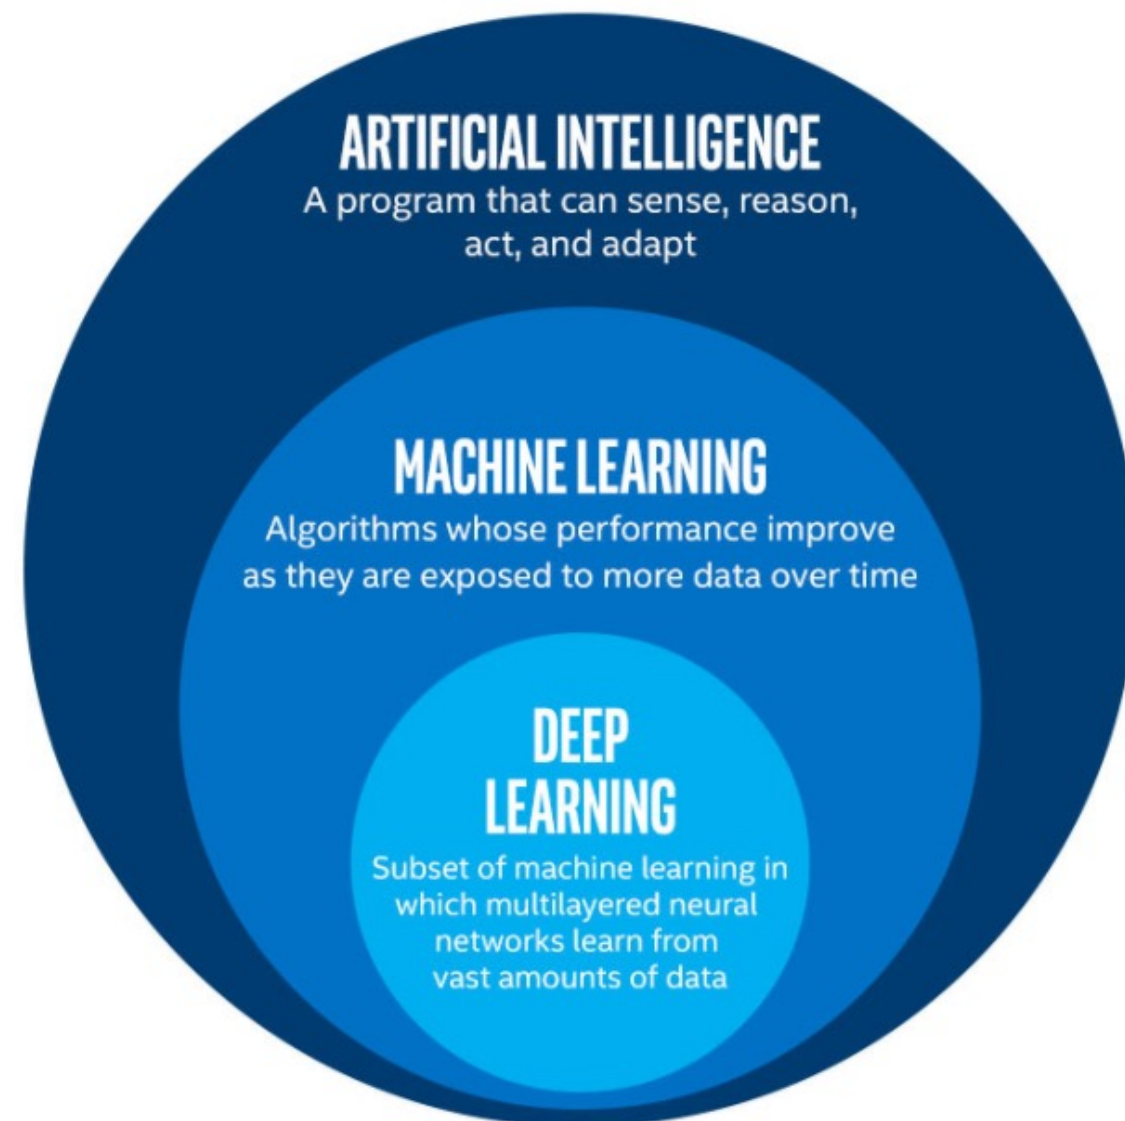 ARTIFICIAL INTELLIGENCE
A program that can sense, reason,
act, and adapt
MACHINE LEARNING
Algorithms whose performance improve
as they are exposed to more data over time
DEEP
LEARNING
Subset of machine learning in
which multilayered neural
networks learn from
vast amounts of data